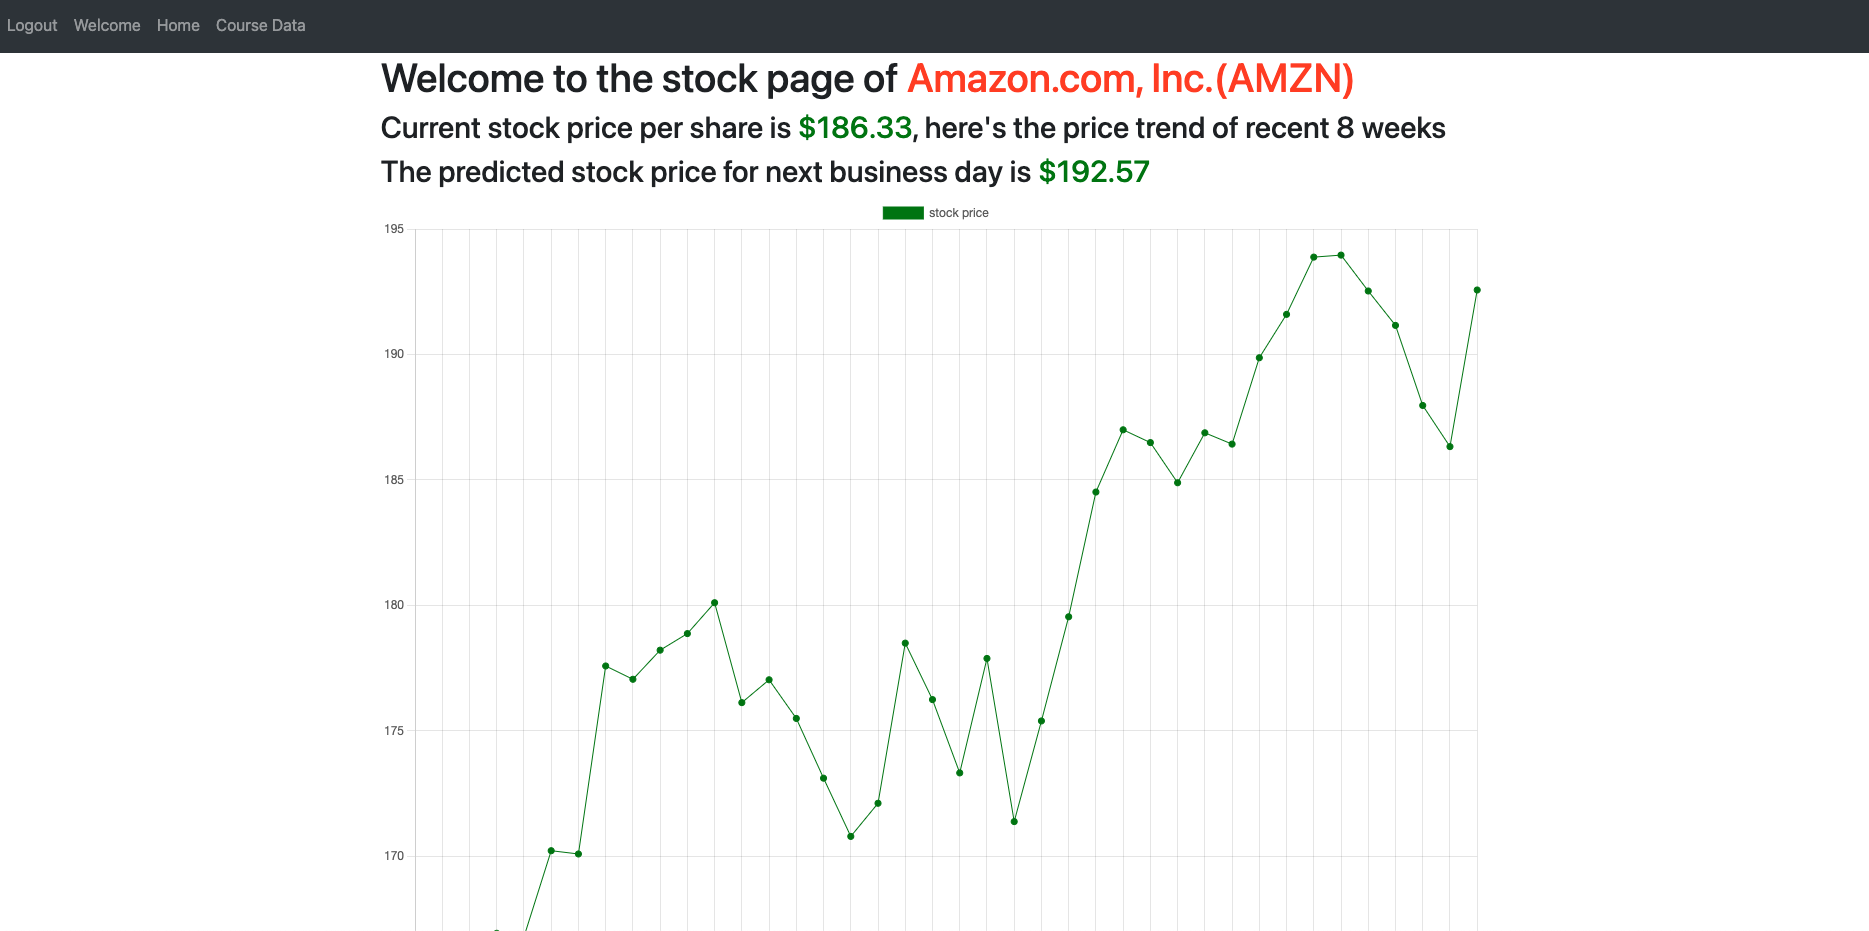 Logout Welcome Home Course Data
Welcome to the stock page of Amazon.com, Inc.(AMZN)
Current stock price per share is $186.33, here's the price trend of recent 8 weeks
The predicted stock price for next business day is $192.57
stock price
195
190
185
180
175
170